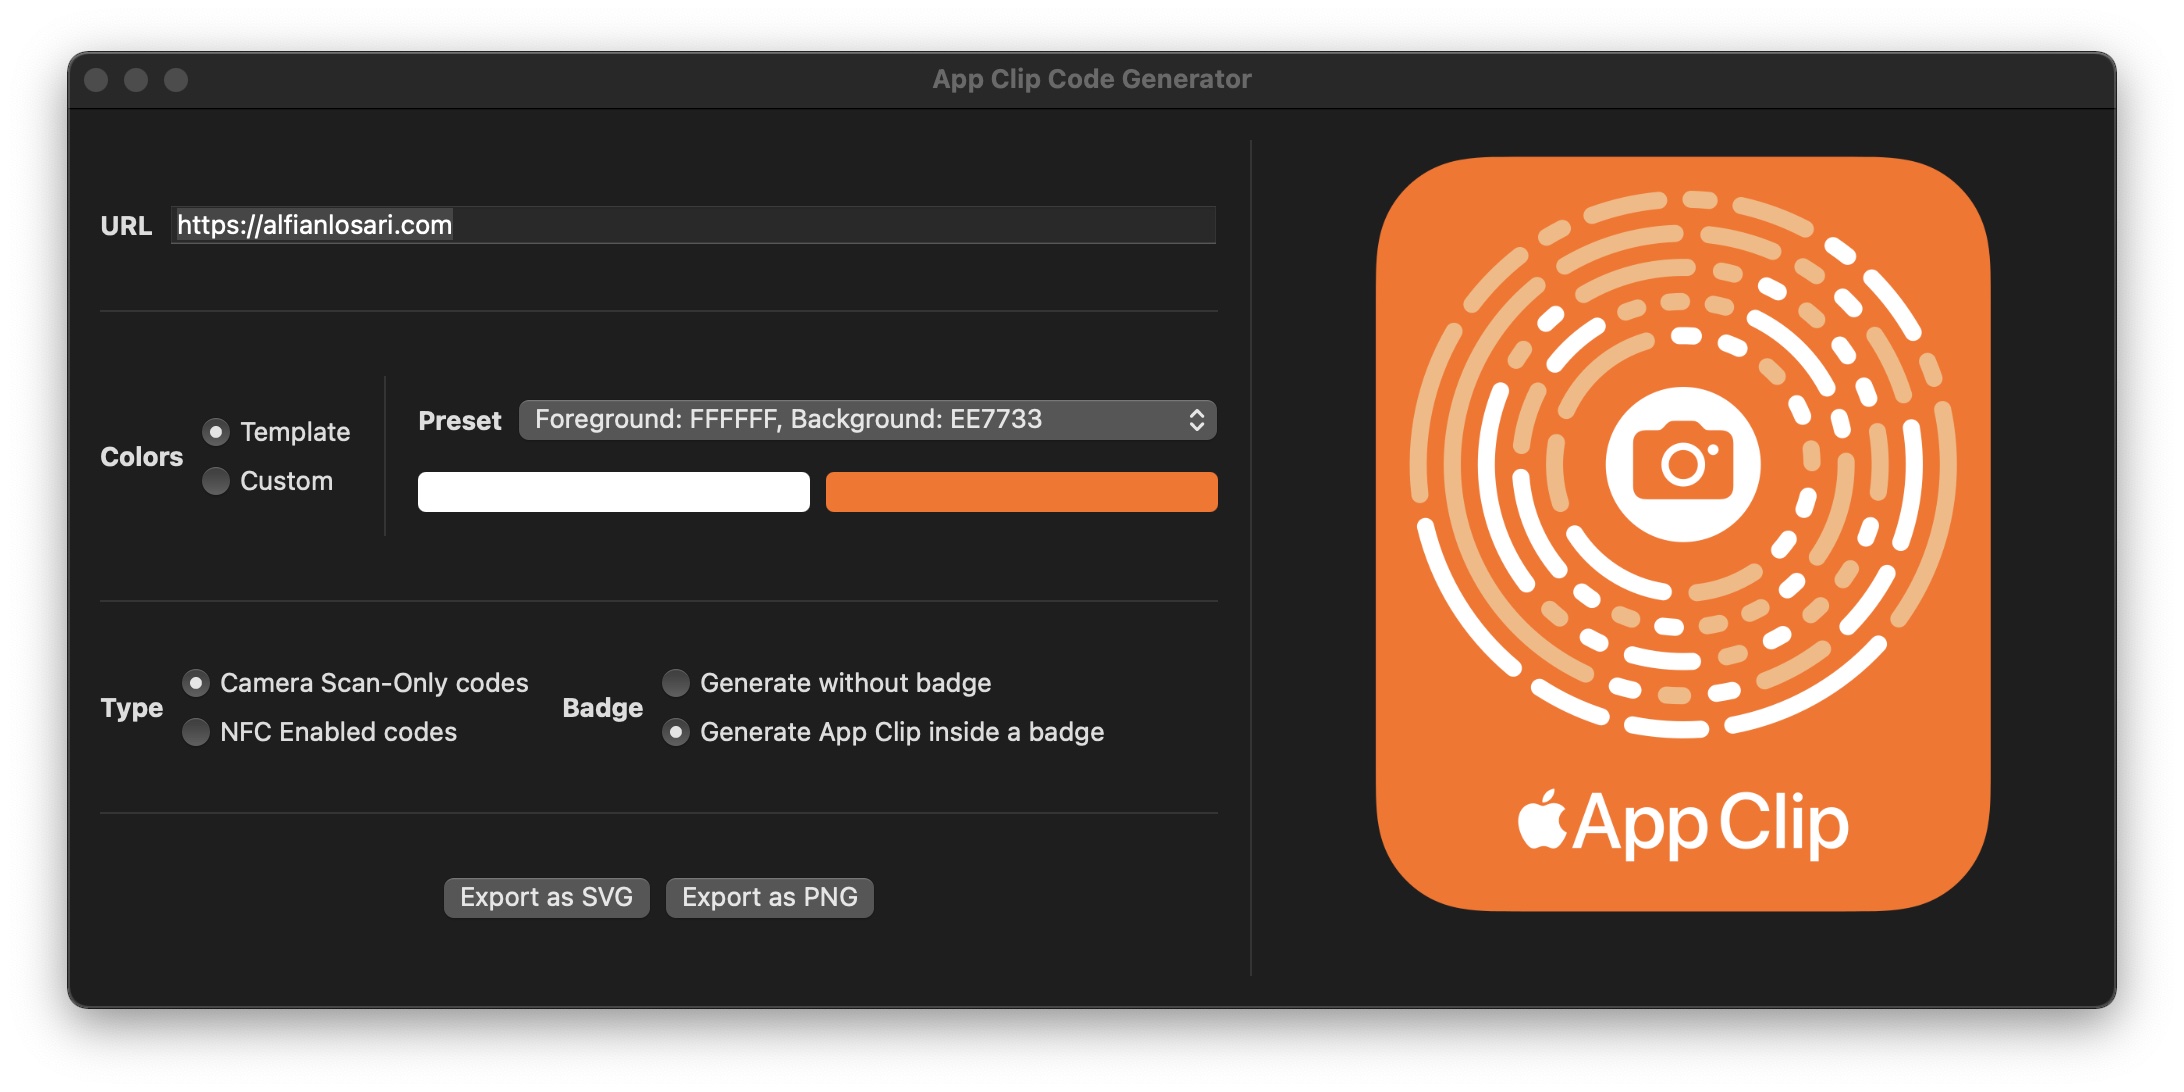 App Clip Code Generator
URL https://alfianlosari.com
Colors
Template
Custom
Preset Foreground: FFFFFF, Background: EE7733
Type
Camera Scan-Only codes
NFC Enabled codes
Badge
Generate without badge
Generate App Clip inside a badge
Export as SVG Export as PNG
App Clip